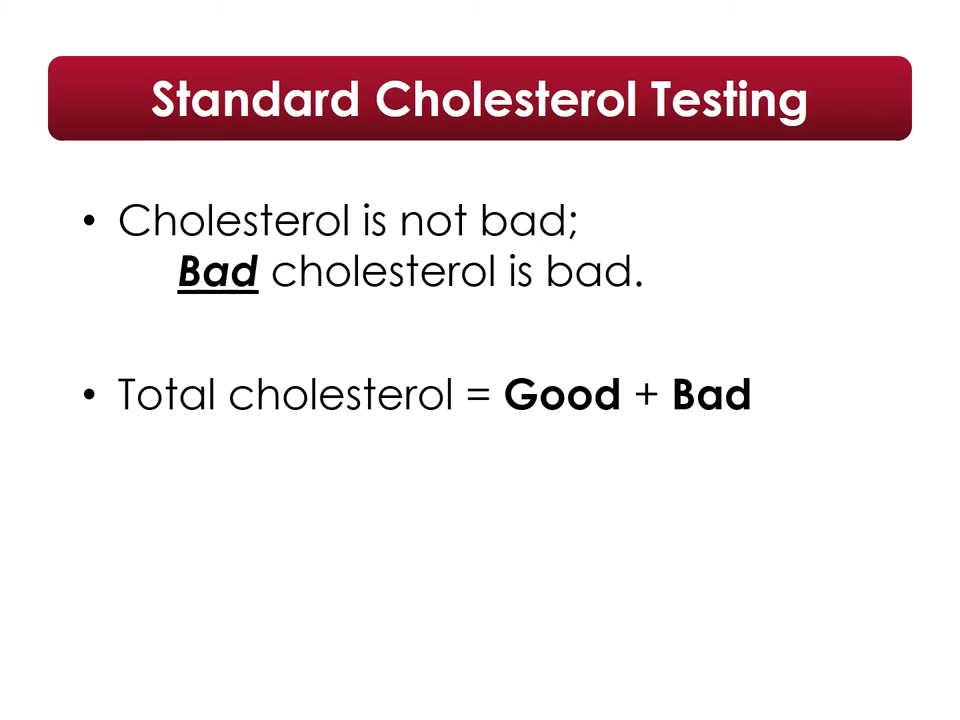 Standard Cholesterol Testing
• Cholesterol is not bad;
Bad cholesterol is bad.
• Total cholesterol = Good + Bad